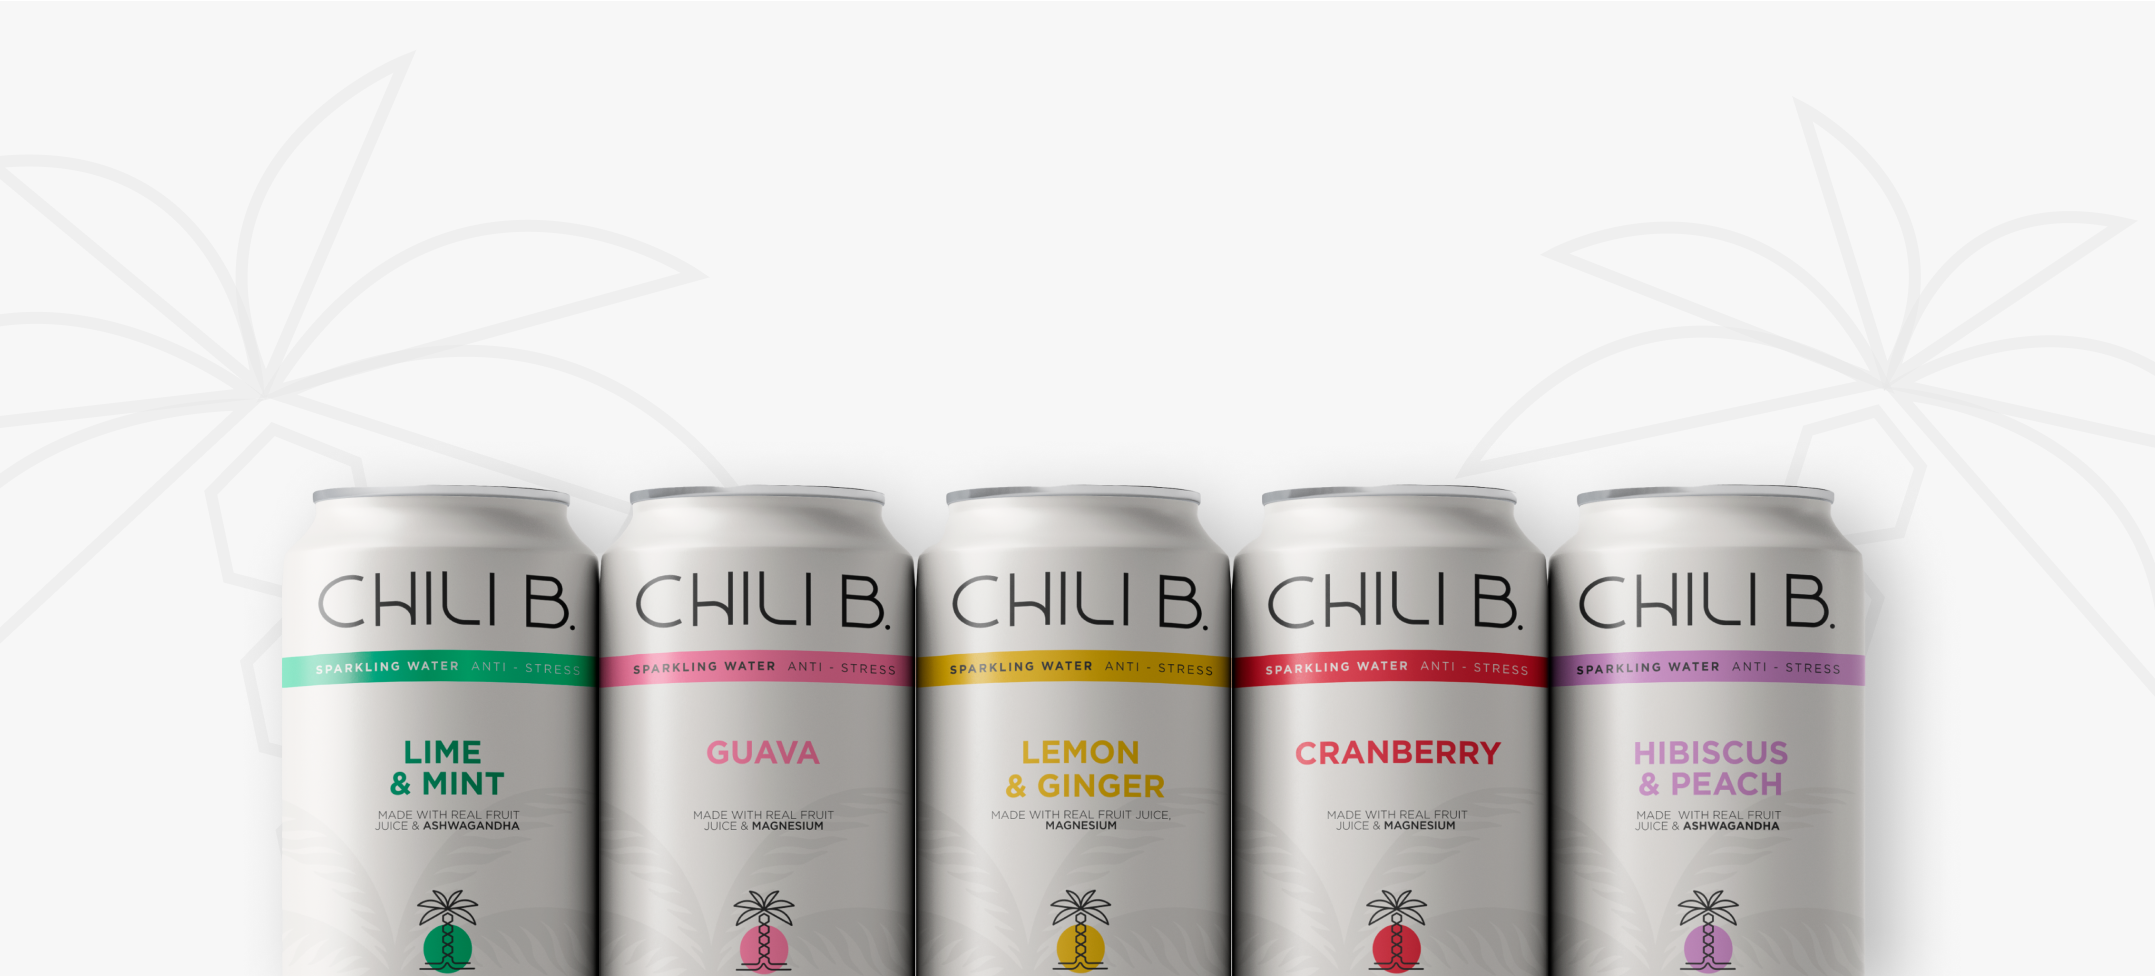 CHILI B.
SPARKLING WATER ANTI - STRESS
LIME
& MINT
MADE WITH REAL FRUIT
JUICE & ASHWAGANDHA
CHILI B.
SPARKLING WATER ANTI - STRESS
GUAVA
MADE WITH REAL FRUIT
JUICE & MAGNESIUM
CHILI B.
SPARKLING WATER ANTI - STRESS
LEMON
& GINGER
MADE WITH REAL FRUIT JUICE,
MAGNESIUM
CHILI B.
SPARKLING WATER ANTI - STRESS
CRANBERRY
MADE WITH REAL FRUIT
JUICE & MAGNESIUM
CHILI B.
SPARKLING WATER ANTI - STRESS
HIBISCUS
& PEACH
MADE WITH REAL FRUIT
JUICE & ASHWAGANDHA